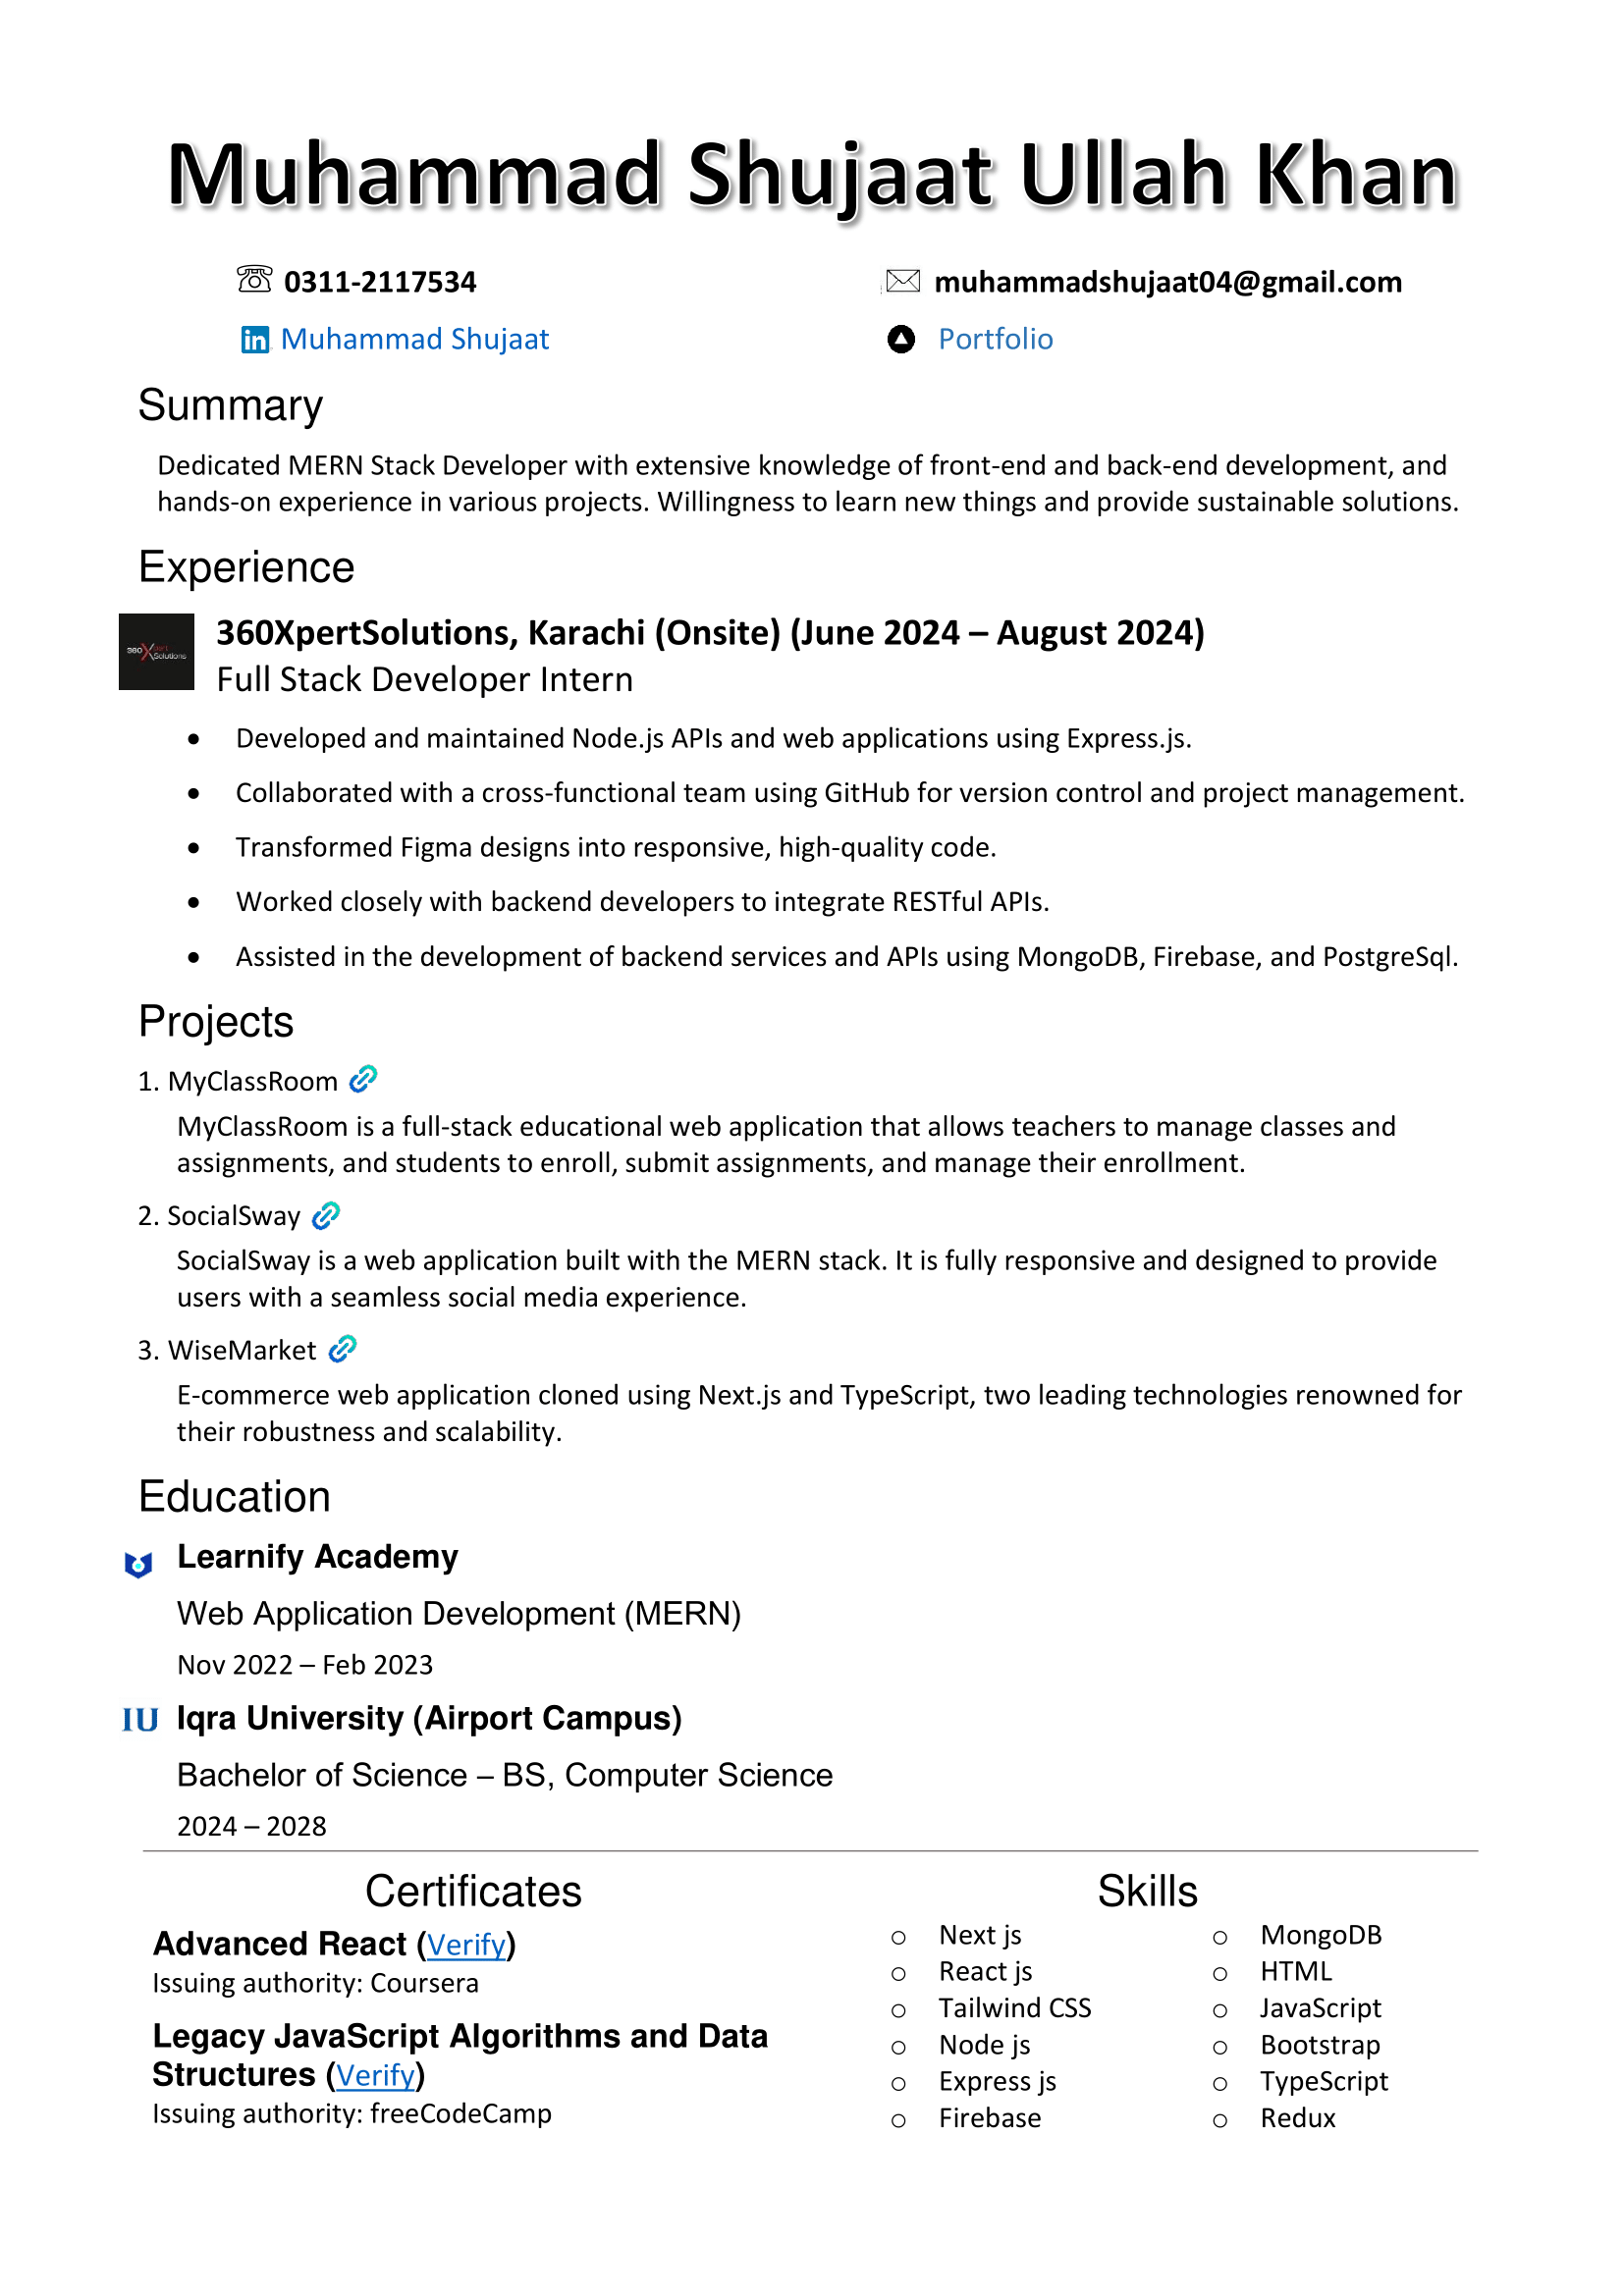 Muhammad Shujaat Ullah Khan
0311-2117534
muhammadshujaat04@gmail.com
Muhammad Shujaat
Portfolio
Summary
Dedicated MERN Stack Developer with extensive knowledge of front-end and back-end development, and
hands-on experience in various projects. Willingness to learn new things and provide sustainable solutions.
Experience
360XpertSolutions, Karachi (Onsite) (June 2024 – August 2024)
360Xpert
Solutions
Full Stack Developer Intern
• Developed and maintained Node.js APIs and web applications using Express.js.
• Collaborated with a cross-functional team using GitHub for version control and project management.
• Transformed Figma designs into responsive, high-quality code.
• Worked closely with backend developers to integrate RESTful APIs.
• Assisted in the development of backend services and APIs using MongoDB, Firebase, and PostgreSql.
Projects
1. MyClassRoom
MyClassRoom is a full-stack educational web application that allows teachers to manage classes and
assignments, and students to enroll, submit assignments, and manage their enrollment.
2. SocialSway
SocialSway is a web application built with the MERN stack. It is fully responsive and designed to provide
users with a seamless social media experience.
3. WiseMarket
E-commerce web application cloned using Next.js and TypeScript, two leading technologies renowned for
their robustness and scalability.
Education
Learnify Academy
Web Application Development (MERN)
Nov 2022 – Feb 2023
IU Iqra University (Airport Campus)
Bachelor of Science – BS, Computer Science
2024 – 2028
Certificates
Advanced React (Verify)
Issuing authority: Coursera
Legacy JavaScript Algorithms and Data
Structures (Verify)
Issuing authority: freeCodeCamp
Skills
o Next js
o React js
o Tailwind CSS
o Node js
o Express js
o Firebase
o MongoDB
o HTML
o JavaScript
o Bootstrap
o TypeScript
o Redux